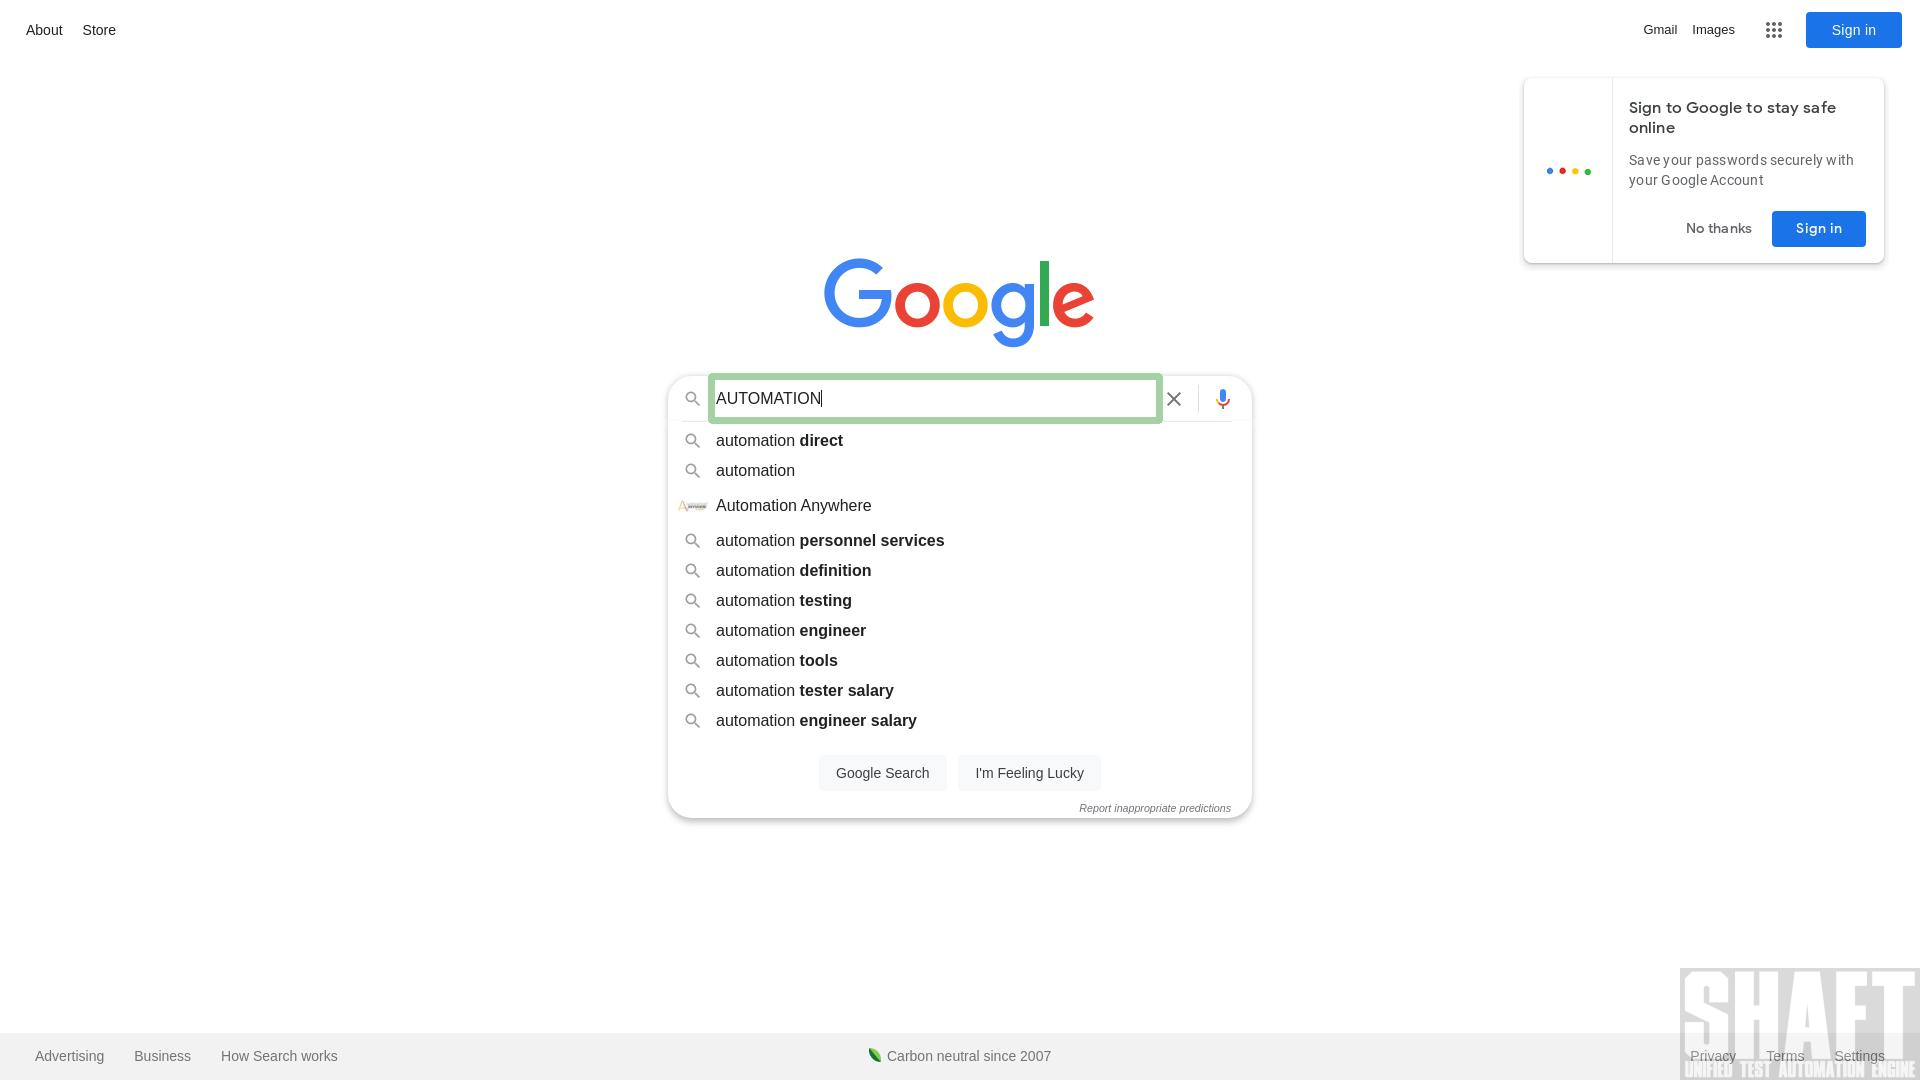 About Store
Gmail Images Sign in
Sign to Google to stay safe
online
Save your passwords securely with
your Google Account
No thanks Sign in
Google
AUTOMATION
automation direct
automation
Automation Anywhere
automation personnel services
automation definition
automation testing
automation engineer
automation tools
automation tester salary
automation engineer salary
Google Search I'm Feeling Lucky
Report inappropriate predictions
Advertising Business How Search works
Carbon neutral since 2007
Privacy Terms Settings
SHAFT
UNIFIED TEST AUTOMATION ENGINE